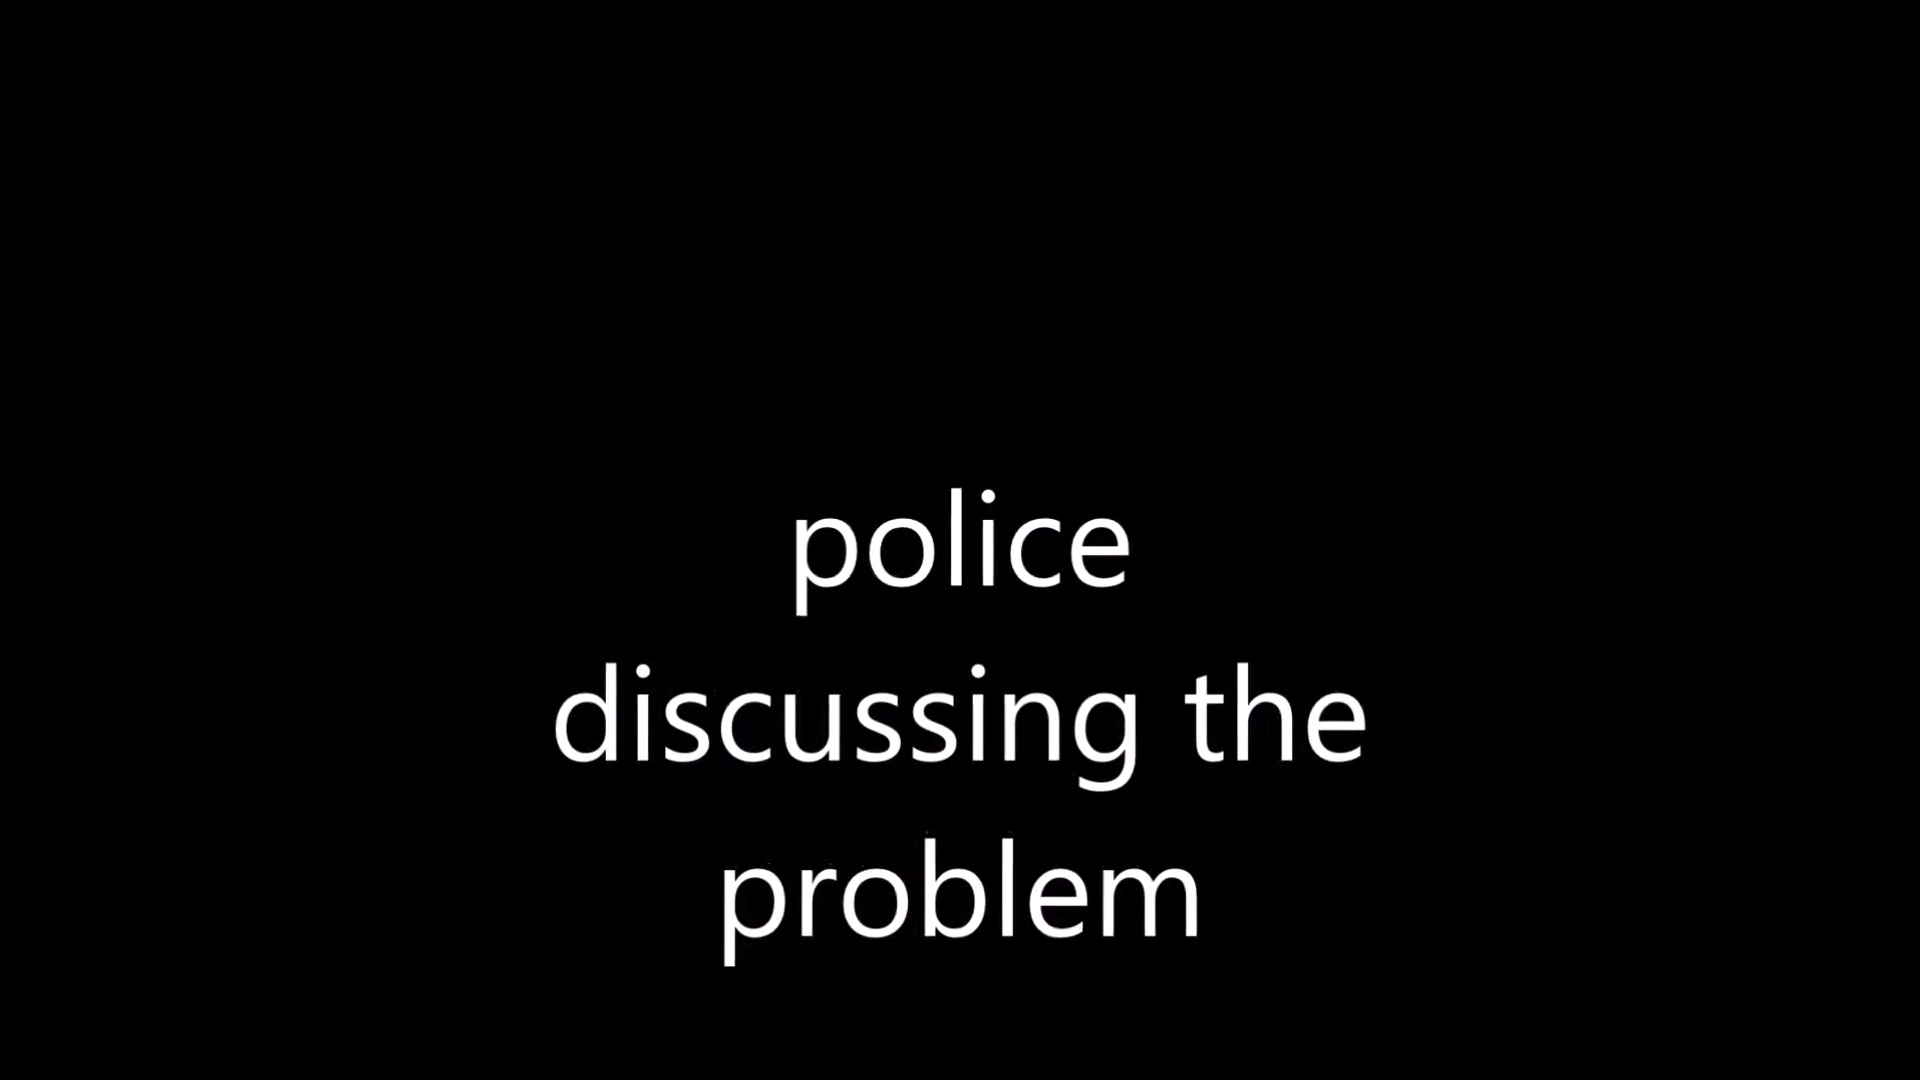 police
discussing the
problem